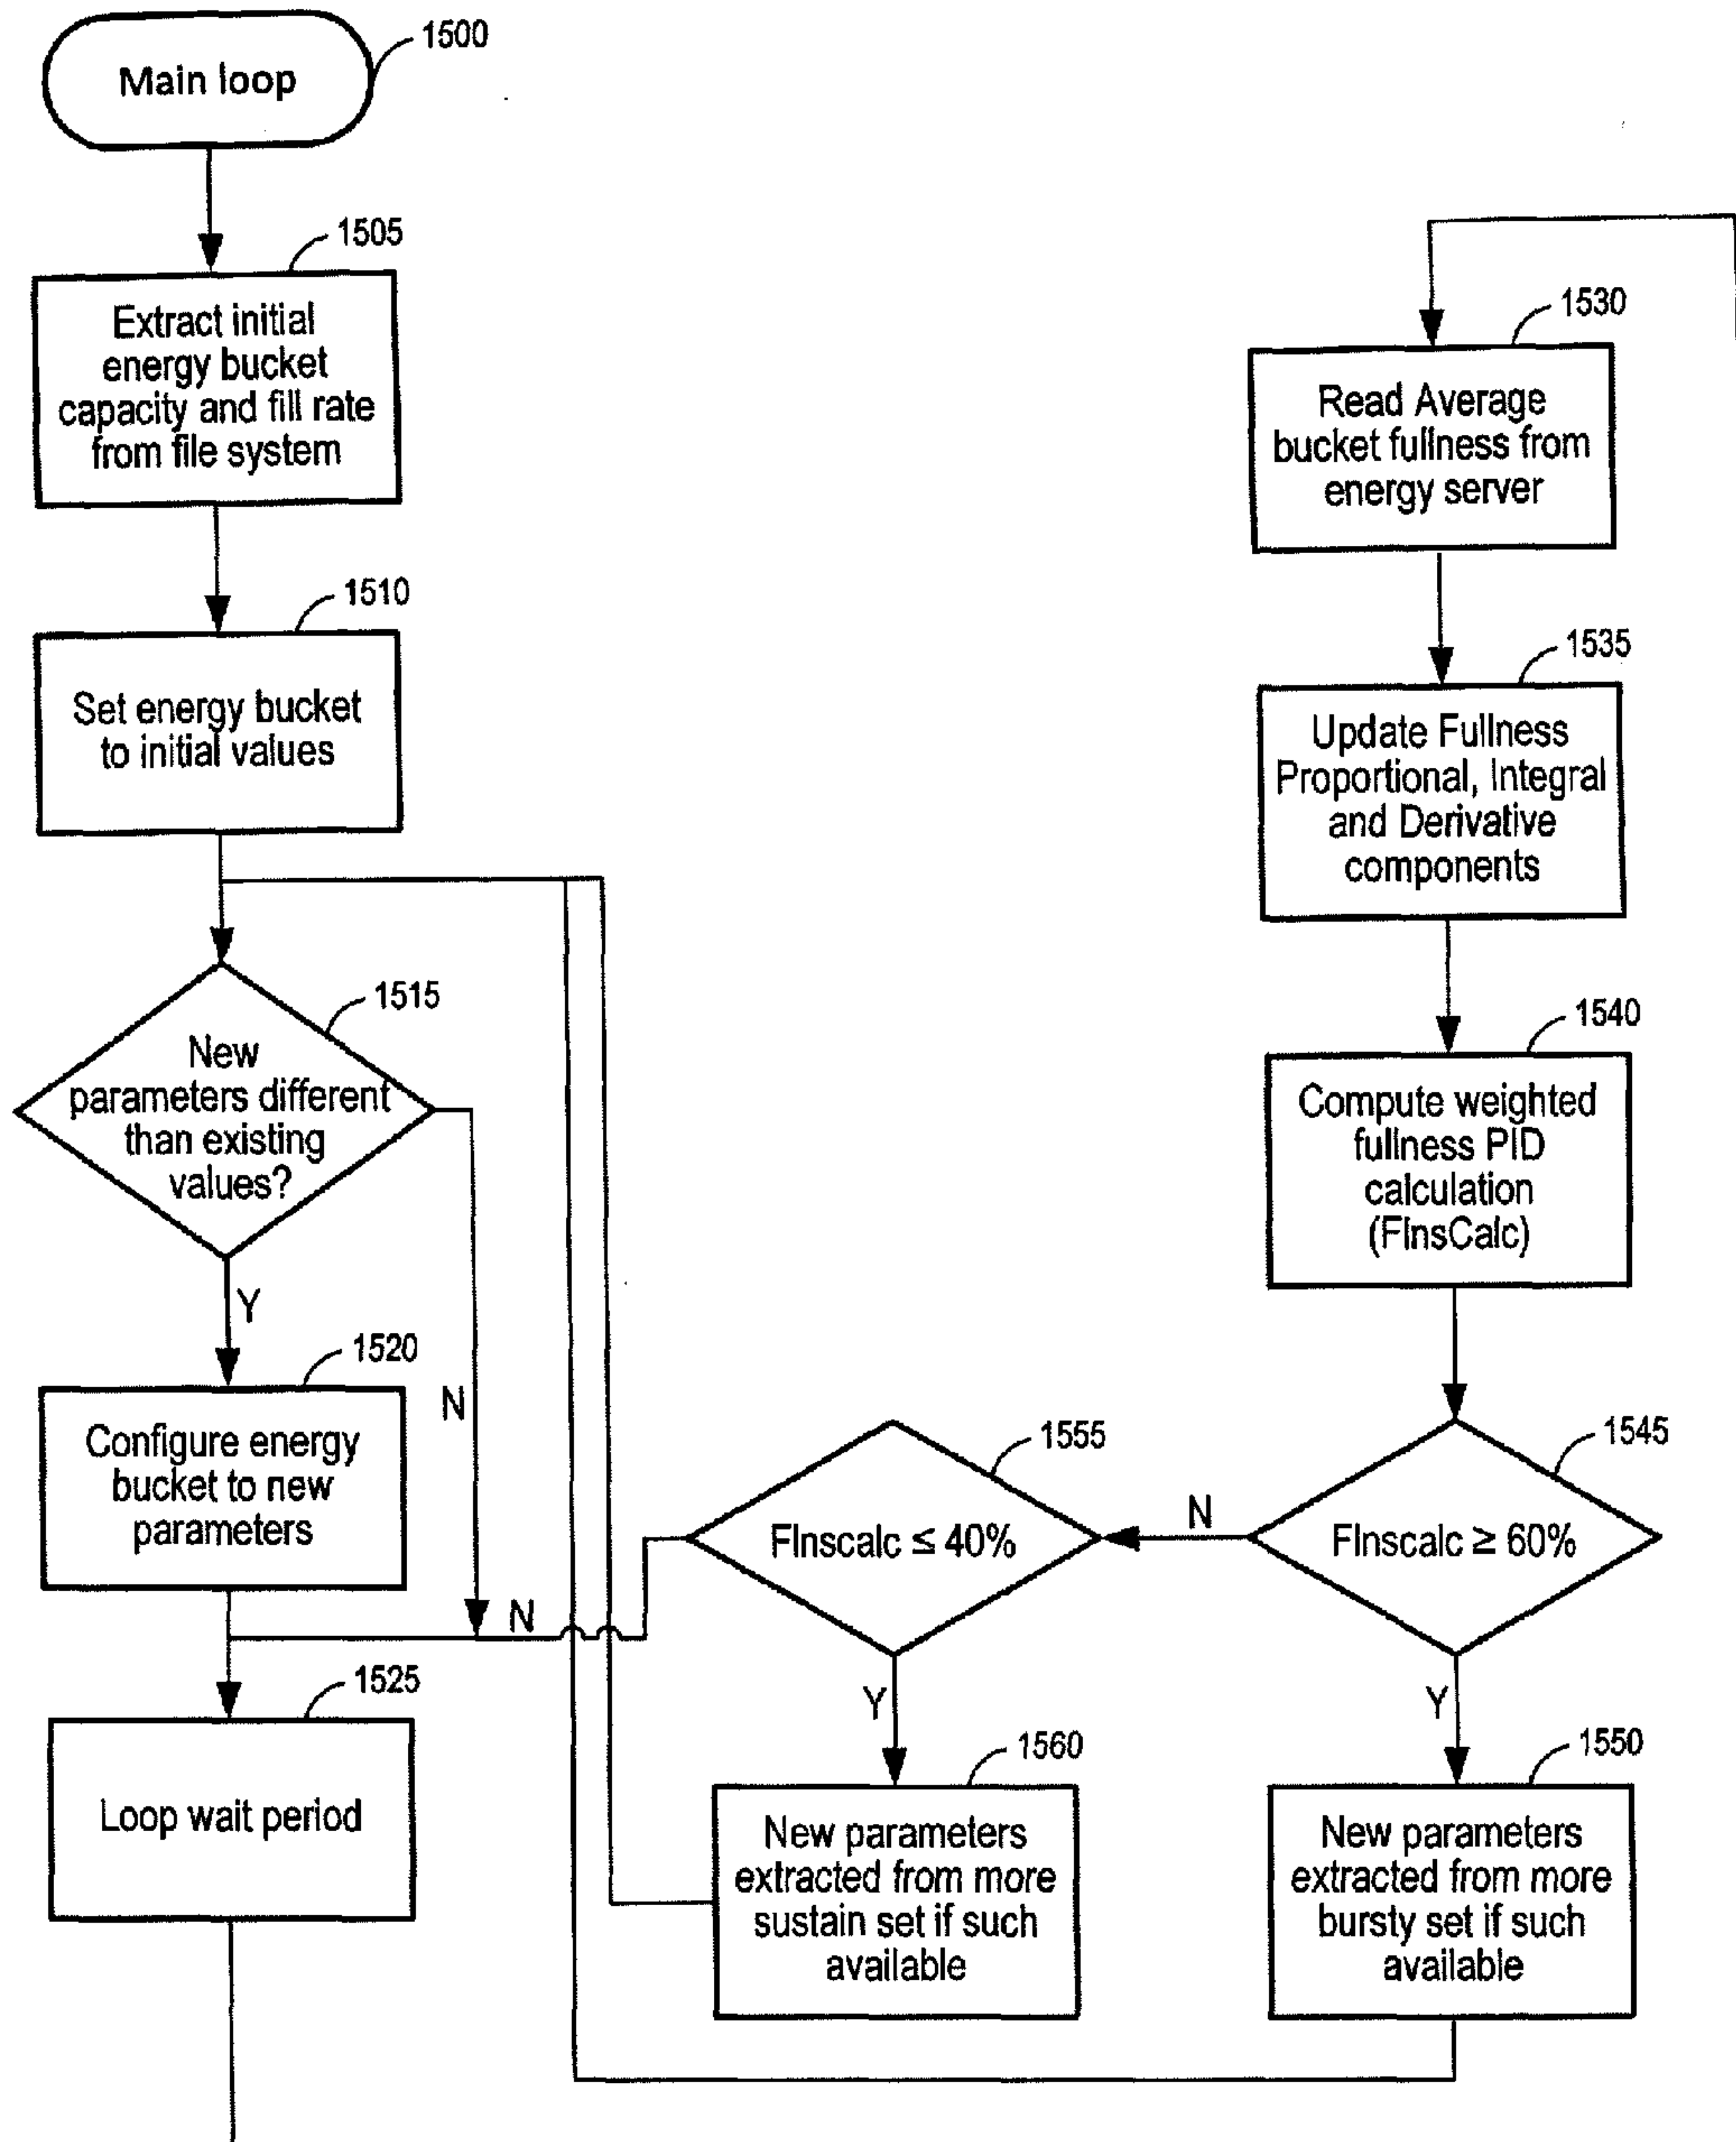 1500
Main loop
1505
Extract initial
energy bucket
capacity and fill rate
from file system
1510
Set energy bucket
to initial values
1515
New
parameters different
than existing
values?
Y
N
1520
Configure energy
bucket to new
parameters
N
1525
Loop wait period
1530
Read Average
bucket fullness from
energy server
1535
Update Fullness
Proportional, Integral
and Derivative
components
1540
Compute weighted
fullness PID
calculation
(FlnsCalc)
1545
Flnscalc ≥ 60%
N
Y
1555
Flnscalc ≤ 40%
Y
1560
New parameters
extracted from more
sustain set if such
available
1550
New parameters
extracted from more
bursty set if such
available